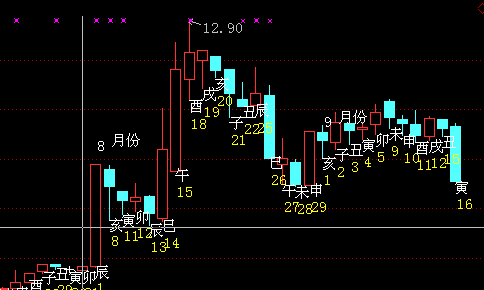 12.90
8 月份
9 月份
亥 寅 卯 辰 巳 午 酉 戌 亥 子 丑 辰 巳 午 未 申 亥 子 丑 寅 卯 未 申 酉 戌 丑 寅
8 11 12 13 14 15 18 19 20 21 22 25 26 27 28 29 1 2 3 4 5 9 10 11 12 15 16
酉 子 丑 寅 卯 辰
1